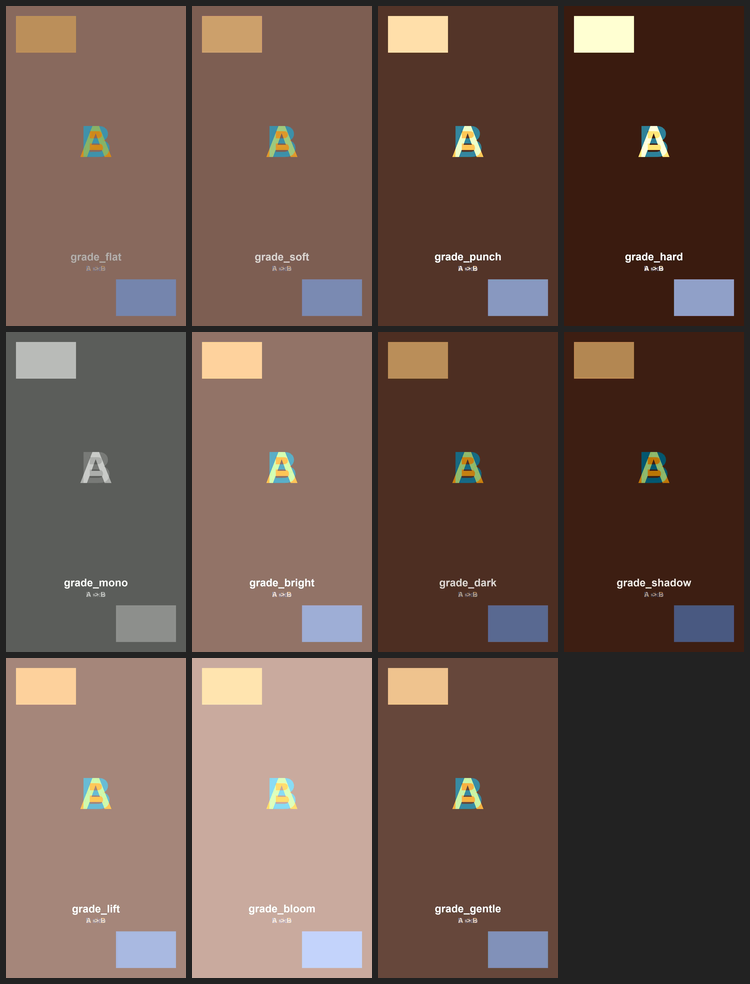 A B
A B
A B
A B
grade_flat
A <> B
grade_soft
A <> B
grade_punch
A <> B
grade_hard
A <> B
A B
A B
A B
A B
grade_mono
A <> B
grade_bright
A <> B
grade_dark
A <> B
grade_shadow
A <> B
A B
A B
A B
grade_lift
A <> B
grade_bloom
A <> B
grade_gentle
A <> B